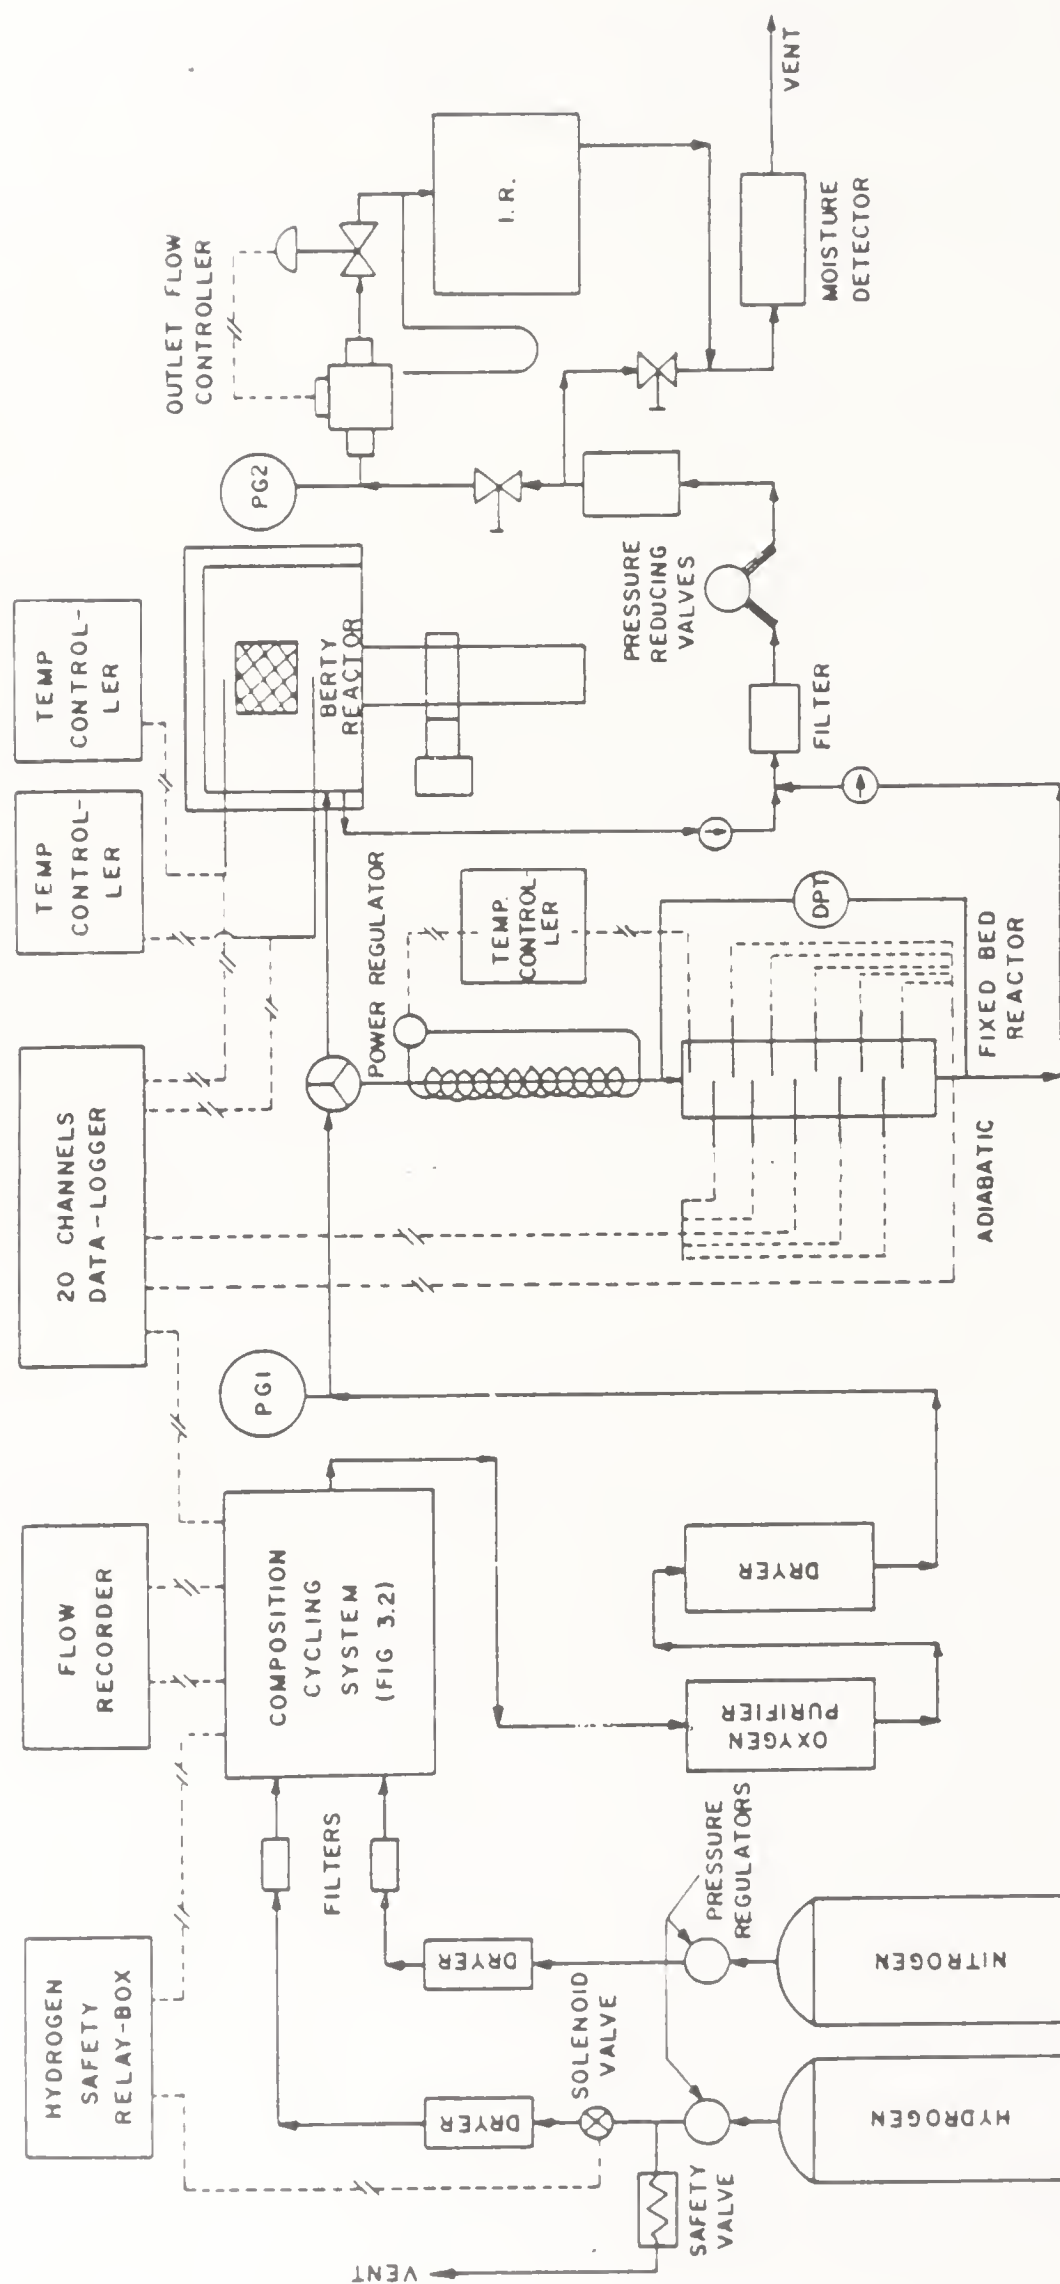 HYDROGEN
SAFETY
RELAY-BOX
FLOW
RECORDER
20 CHANNELS
DATA-LOGGER
TEMP
CONTROL-
LER
TEMP
CONTROL-
LER
OUTLET FLOW
CONTROLLER
VENT
SAFETY
VALVE
SOLENOID
VALVE
DRYER
DRYER
HYDROGEN
NITROGEN
PRESSURE
REGULATORS
FILTERS
COMPOSITION
CYCLING
SYSTEM
(FIG 3.2)
OXYGEN
PURIFIER
DRYER
PG1
POWER REGULATOR
TEMP.
CONTROL
LER
DPT
ADIABATIC
FIXED BED
REACTOR
BERTY
REACTOR
PG2
PRESSURE
REDUCING
VALVES
FILTER
I.R.
MOISTURE
DETECTOR
VENT